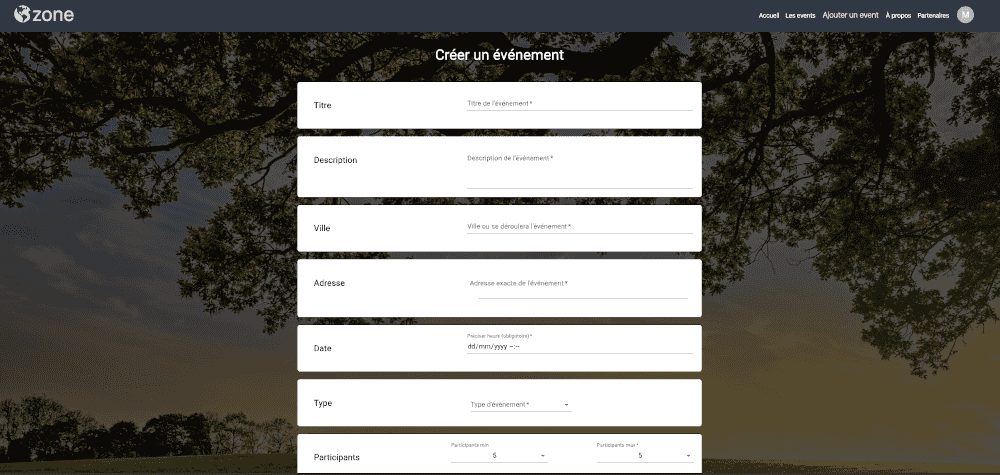 zone
Accueil Les events Ajouter un event À propos Partenaires M
Créer un événement
Titre
Titre de l'événement *
Description
Description de l'événement *
Ville
Ville ou se déroulera l'événement *
Adresse
Adresse exacte de l'événement *
Date
Préciser heure (obligatoire) *
dd/mm/yyyy --:--
Type
Type d'événement *
Participants
Participants min
5
Participants max *
5